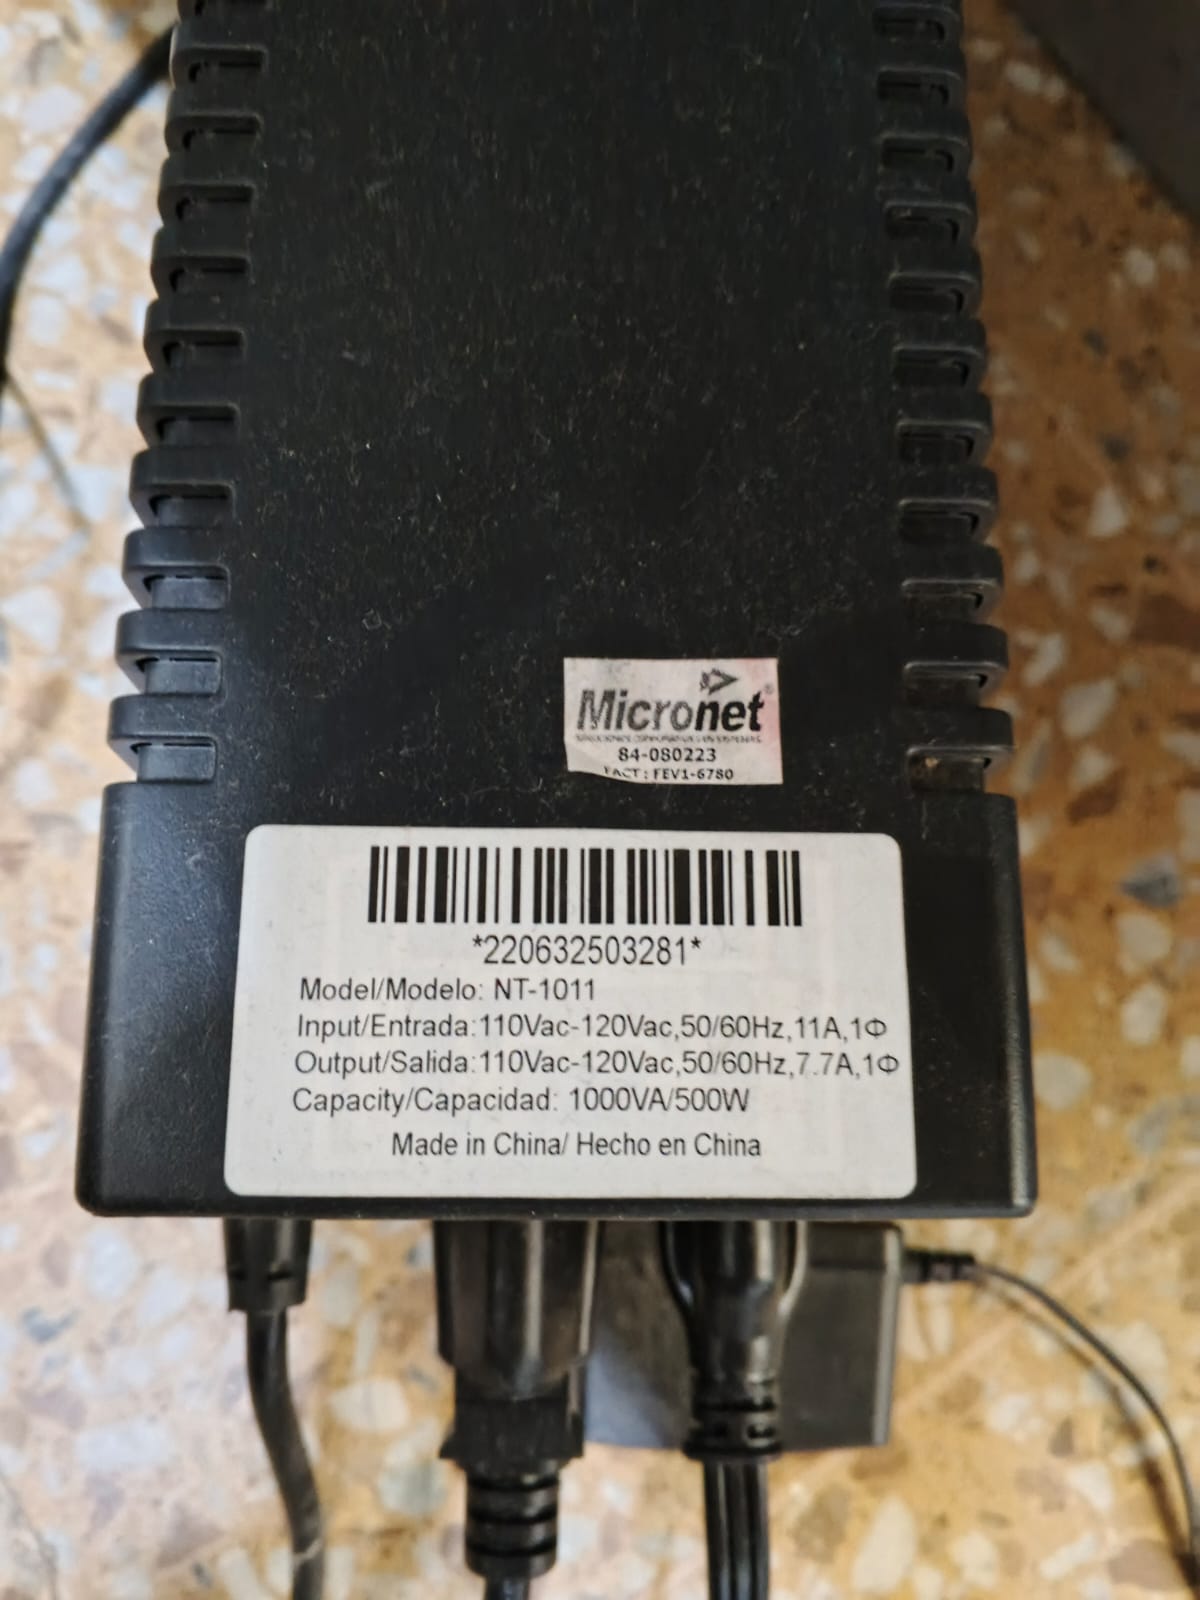 Micronet®
84-080223
FACT: FEV1-6780
*220632503281*
Model/Modelo: NT-1011
Input/Entrada:110Vac-120Vac,50/60Hz,11A,1Φ
Output/Salida:110Vac-120Vac,50/60Hz,7.7A,1Φ
Capacity/Capacidad: 1000VA/500W
Made in China/ Hecho en China